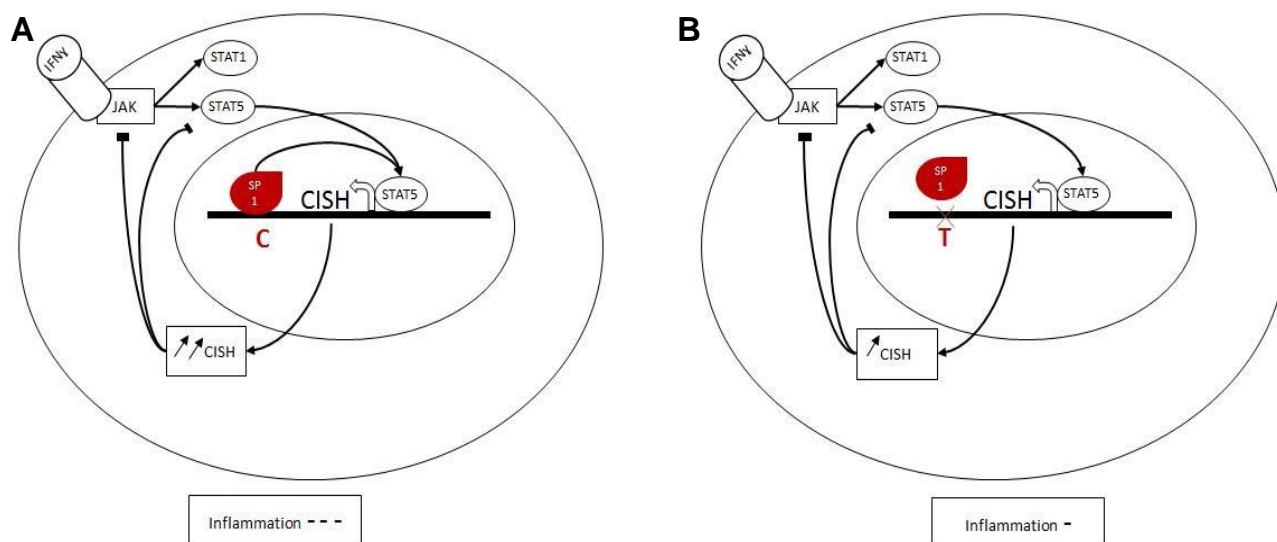 A
IFNγ
JAK
STAT1
STAT5
SP
1
CISH
STAT5
C
CISH
Inflammation ---
B
IFNγ
JAK
STAT1
STAT5
SP
1
CISH
STAT5
T
CISH
Inflammation -